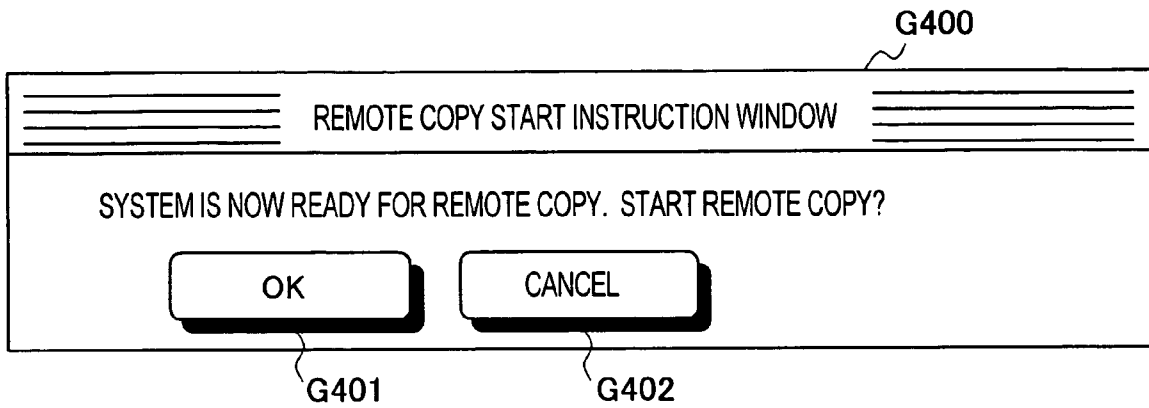 G400
REMOTE COPY START INSTRUCTION WINDOW
SYSTEM IS NOW READY FOR REMOTE COPY. START REMOTE COPY?
OK CANCEL
G401 G402